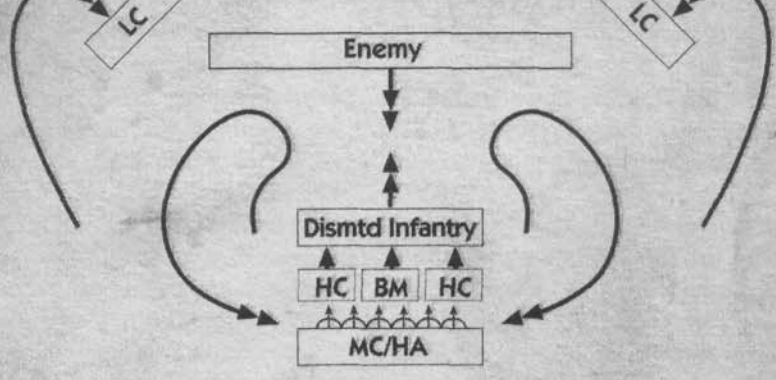 LC
LC
Enemy
Dismtd Infantry
HC BM HC
MC/HA